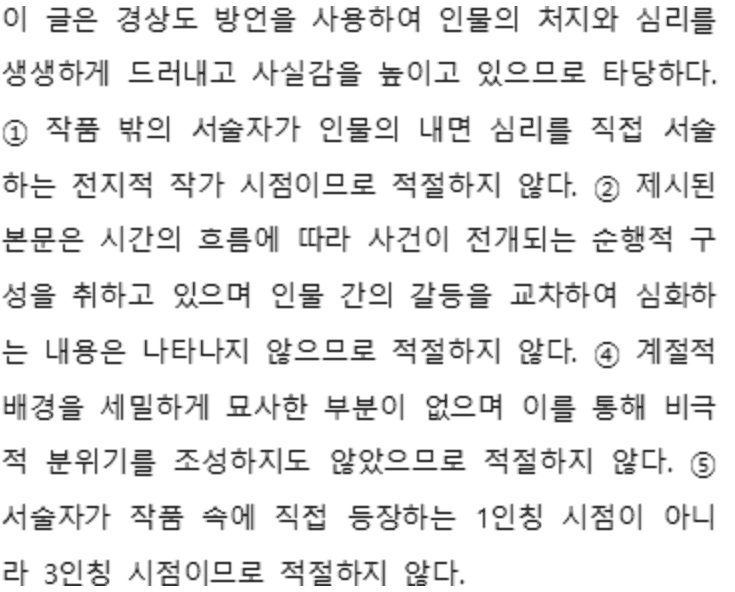 이 글은 경상도 방언을 사용하여 인물의 처지와 심리를
생생하게 드러내고 사실감을 높이고 있으므로 타당하다.
① 작품 밖의 서술자가 인물의 내면 심리를 직접 서술
하는 전지적 작가 시점이므로 적절하지 않다. ② 제시된
본문은 시간의 흐름에 따라 사건이 전개되는 순행적 구
성을 취하고 있으며 인물 간의 갈등을 교차하여 심화하
는 내용은 나타나지 않으므로 적절하지 않다. ④ 계절적
배경을 세밀하게 묘사한 부분이 없으며 이를 통해 비극
적 분위기를 조성하지도 않았으므로 적절하지 않다. ⑤
서술자가 작품 속에 직접 등장하는 1인칭 시점이 아니
라 3인칭 시점이므로 적절하지 않다.